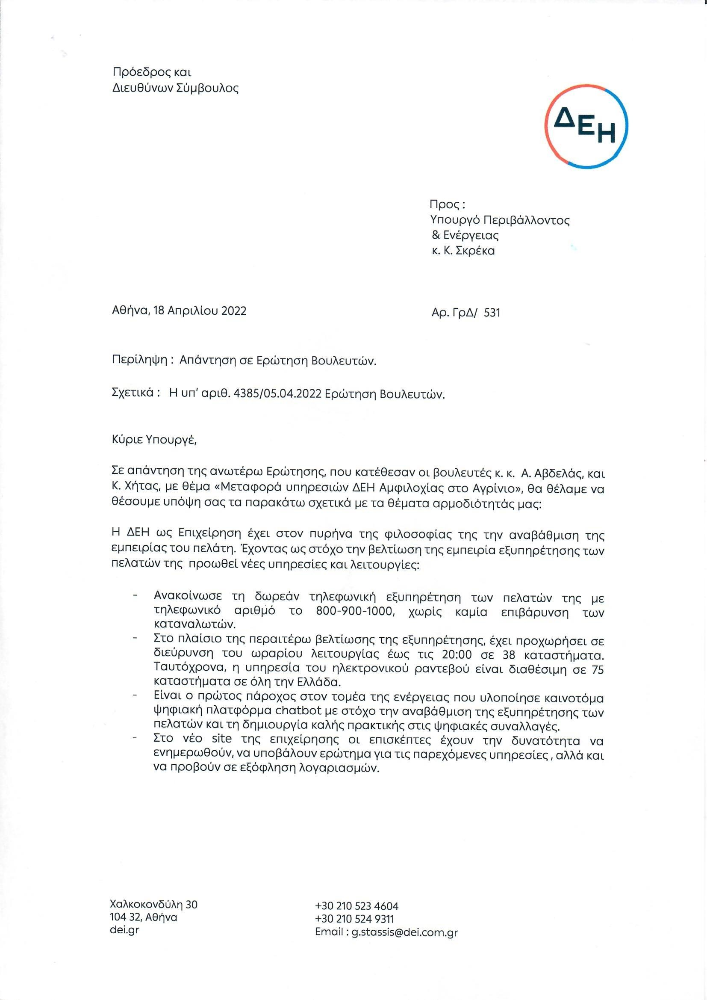 Πρόεδρος και
Διευθύνων Σύμβουλος
ΔΕΗ
Προς :
Υπουργό Περιβάλλοντος
& Ενέργειας
κ. Κ. Σκρέκα
Αθήνα, 18 Απριλίου 2022
Αρ. ΓρΔ/ 531
Περίληψη : Απάντηση σε Ερώτηση Βουλευτών.
Σχετικά : Η υπ' αριθ. 4385/05.04.2022 Ερώτηση Βουλευτών.
Κύριε Υπουργέ,
Σε απάντηση της ανωτέρω Ερώτησης, που κατέθεσαν οι βουλευτές κ. κ. Α. Αβδελάς, και
Κ. Χήτας, με θέμα «Μεταφορά υπηρεσιών ΔΕΗ Αμφιλοχίας στο Αγρίνιο», θα θέλαμε να
θέσουμε υπόψη σας τα παρακάτω σχετικά με τα θέματα αρμοδιότητάς μας:
Η ΔΕΗ ως Επιχείρηση έχει στον πυρήνα της φιλοσοφίας της την αναβάθμιση της
εμπειρίας του πελάτη. Έχοντας ως στόχο την βελτίωση της εμπειρία εξυπηρέτησης των
πελατών της προωθεί νέες υπηρεσίες και λειτουργίες:
- Ανακοίνωσε τη δωρεάν τηλεφωνική εξυπηρέτηση των πελατών της με
τηλεφωνικό αριθμό το 800-900-1000, χωρίς καμία επιβάρυνση των
καταναλωτών.
- Στο πλαίσιο της περαιτέρω βελτίωσης της εξυπηρέτησης, έχει προχωρήσει σε
διεύρυνση του ωραρίου λειτουργίας έως τις 20:00 σε 38 καταστήματα.
Ταυτόχρονα, η υπηρεσία του ηλεκτρονικού ραντεβού είναι διαθέσιμη σε 75
καταστήματα σε όλη την Ελλάδα.
- Είναι ο πρώτος πάροχος στον τομέα της ενέργειας που υλοποίησε καινοτόμα
ψηφιακή πλατφόρμα chatbot με στόχο την αναβάθμιση της εξυπηρέτησης των
πελατών και τη δημιουργία καλής πρακτικής στις ψηφιακές συναλλαγές.
- Στο νέο site της επιχείρησης οι επισκέπτες έχουν την δυνατότητα να
ενημερωθούν, να υποβάλουν ερώτημα για τις παρεχόμενες υπηρεσίες , αλλά και
να προβούν σε εξόφληση λογαριασμών.
Χαλκοκονδύλη 30
104 32, Αθήνα
dei.gr
+30 210 523 4604
+30 210 524 9311
Email : g.stassis@dei.com.gr